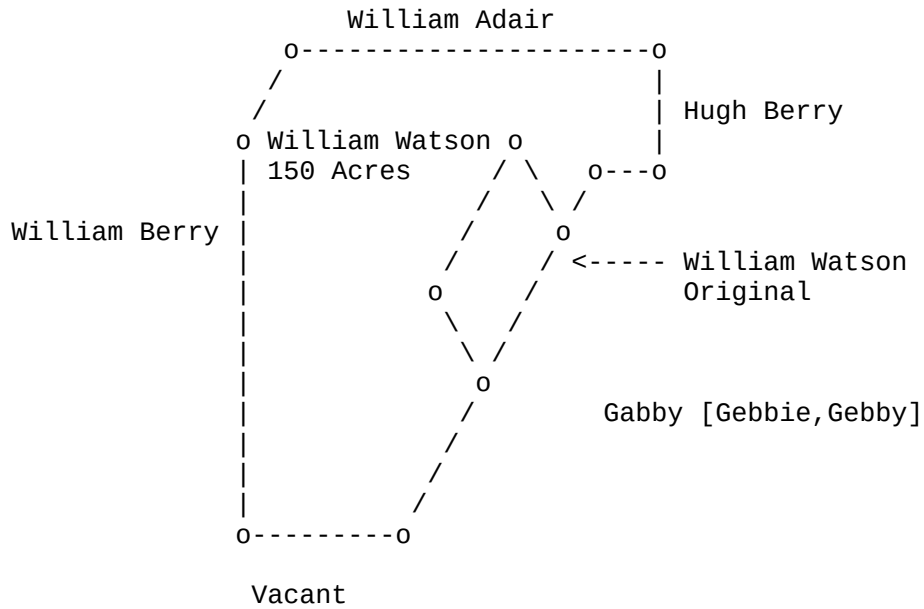 William Adair
Hugh Berry
William Watson
150 Acres
William Berry
<----- William Watson
Original
Gabby [Gebbie,Gebby]
Vacant